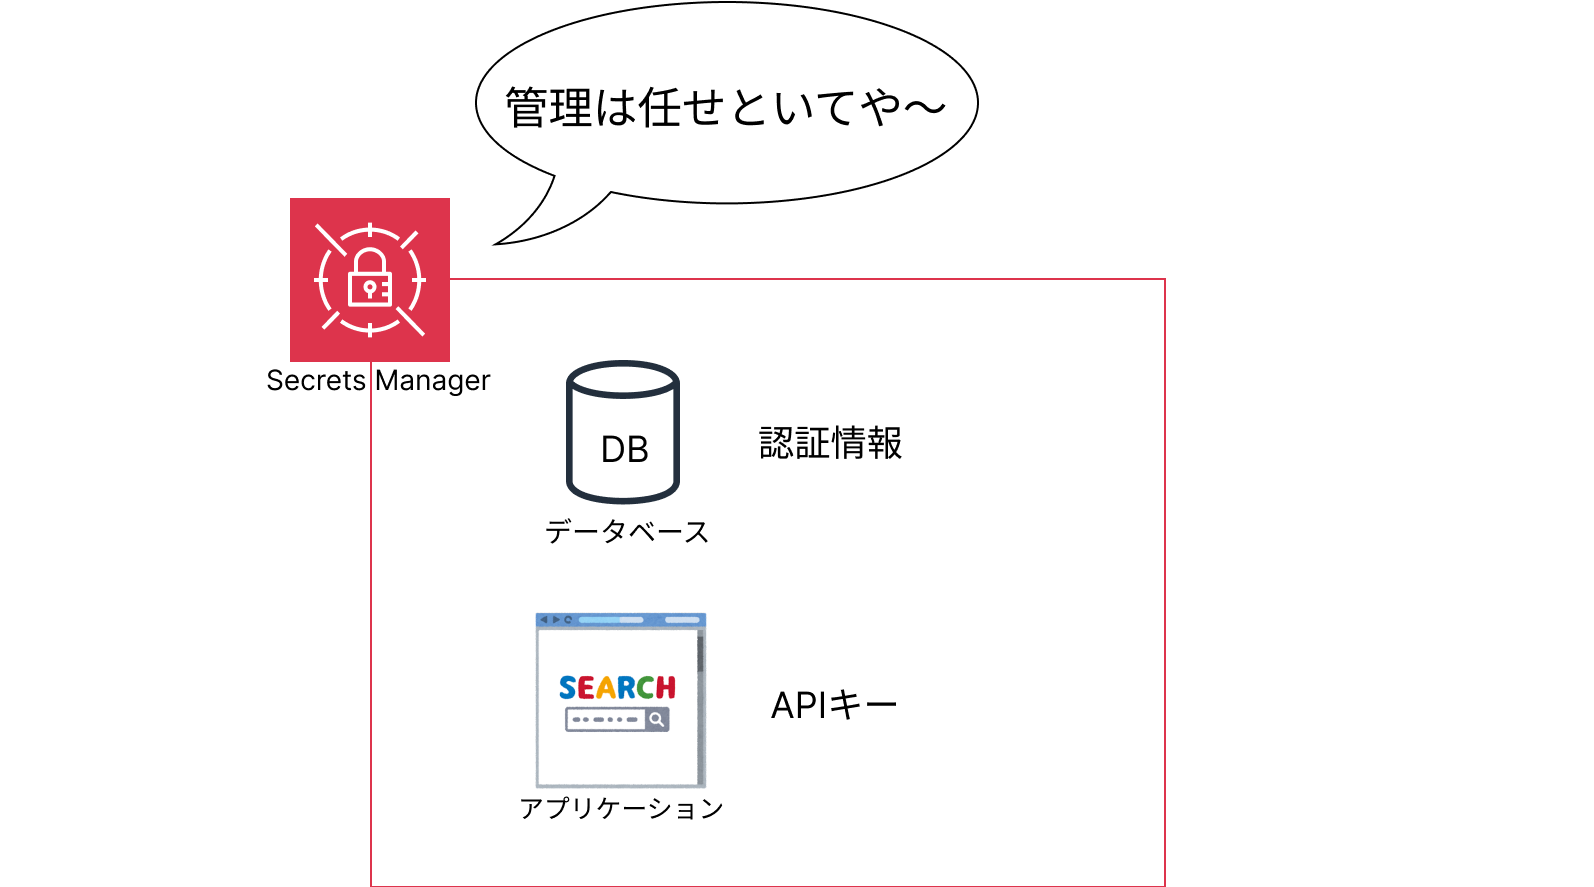 管理は任せといてや〜
Secrets Manager
DB
認証情報
データベース
SEARCH
APIキー
アプリケーション